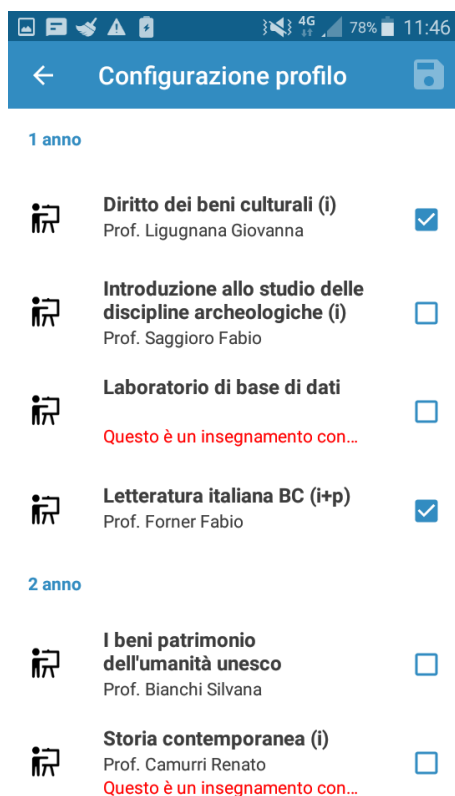 4G 78% 11:46
Configurazione profilo
1 anno
Diritto dei beni culturali (i)
Prof. Ligugnana Giovanna
Introduzione allo studio delle
discipline archeologiche (i)
Prof. Saggioro Fabio
Laboratorio di base di dati
Questo è un insegnamento con...
Letteratura italiana BC (i+p)
Prof. Forner Fabio
2 anno
I beni patrimonio
dell'umanità unesco
Prof. Bianchi Silvana
Storia contemporanea (i)
Prof. Camurri Renato
Questo è un insegnamento con...